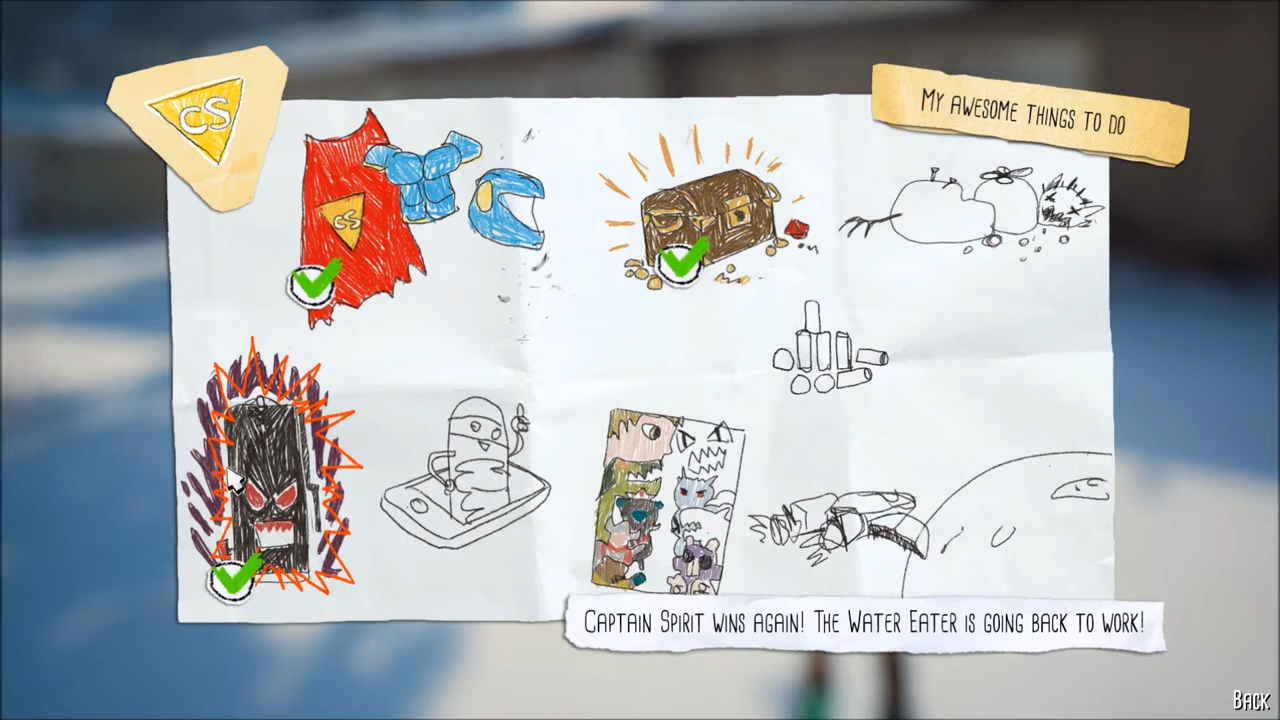 CS
MY AWESOME THINGS TO DO
CS
CAPTAIN SPIRIT WINS AGAIN! THE WATER EATER IS GOING BACK TO WORK!
BACK